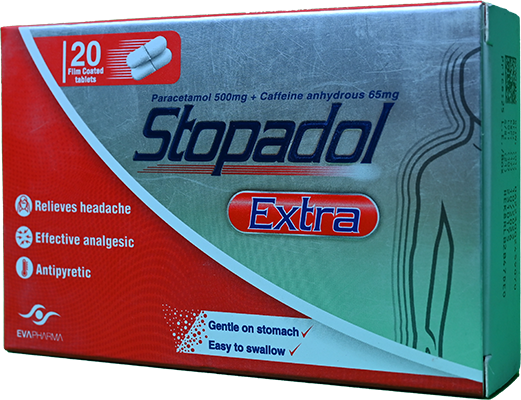 20
Film Coated
tablets
Paracetamol 500mg + Caffeine anhydrous 65mg
Stopadol
Extra
Relieves headache
Effective analgesic
Antipyretic
EVAPHARMA
Gentle on stomach
Easy to swallow